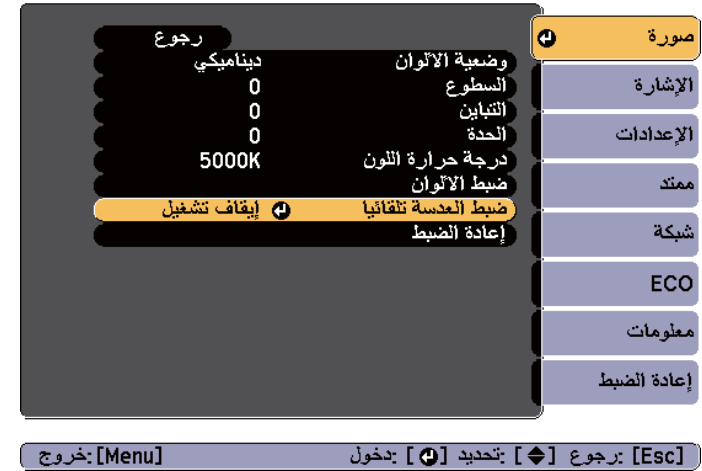 صورة
الإشارة
الإعدادات
ممتد
شبكة
ECO
معلومات
إعادة الضبط
رجوع
وضعية الألوان ديناميكي
السطوع 0
التباين 0
الحدة 0
درجة حرارة اللون 5000K
ضبط الألوان
ضبط العدسة تلقائيا إيقاف تشغيل
إعادة الضبط
[Esc] :رجوع [ ] :تحديد [ ] :دخول [Menu] :خروج